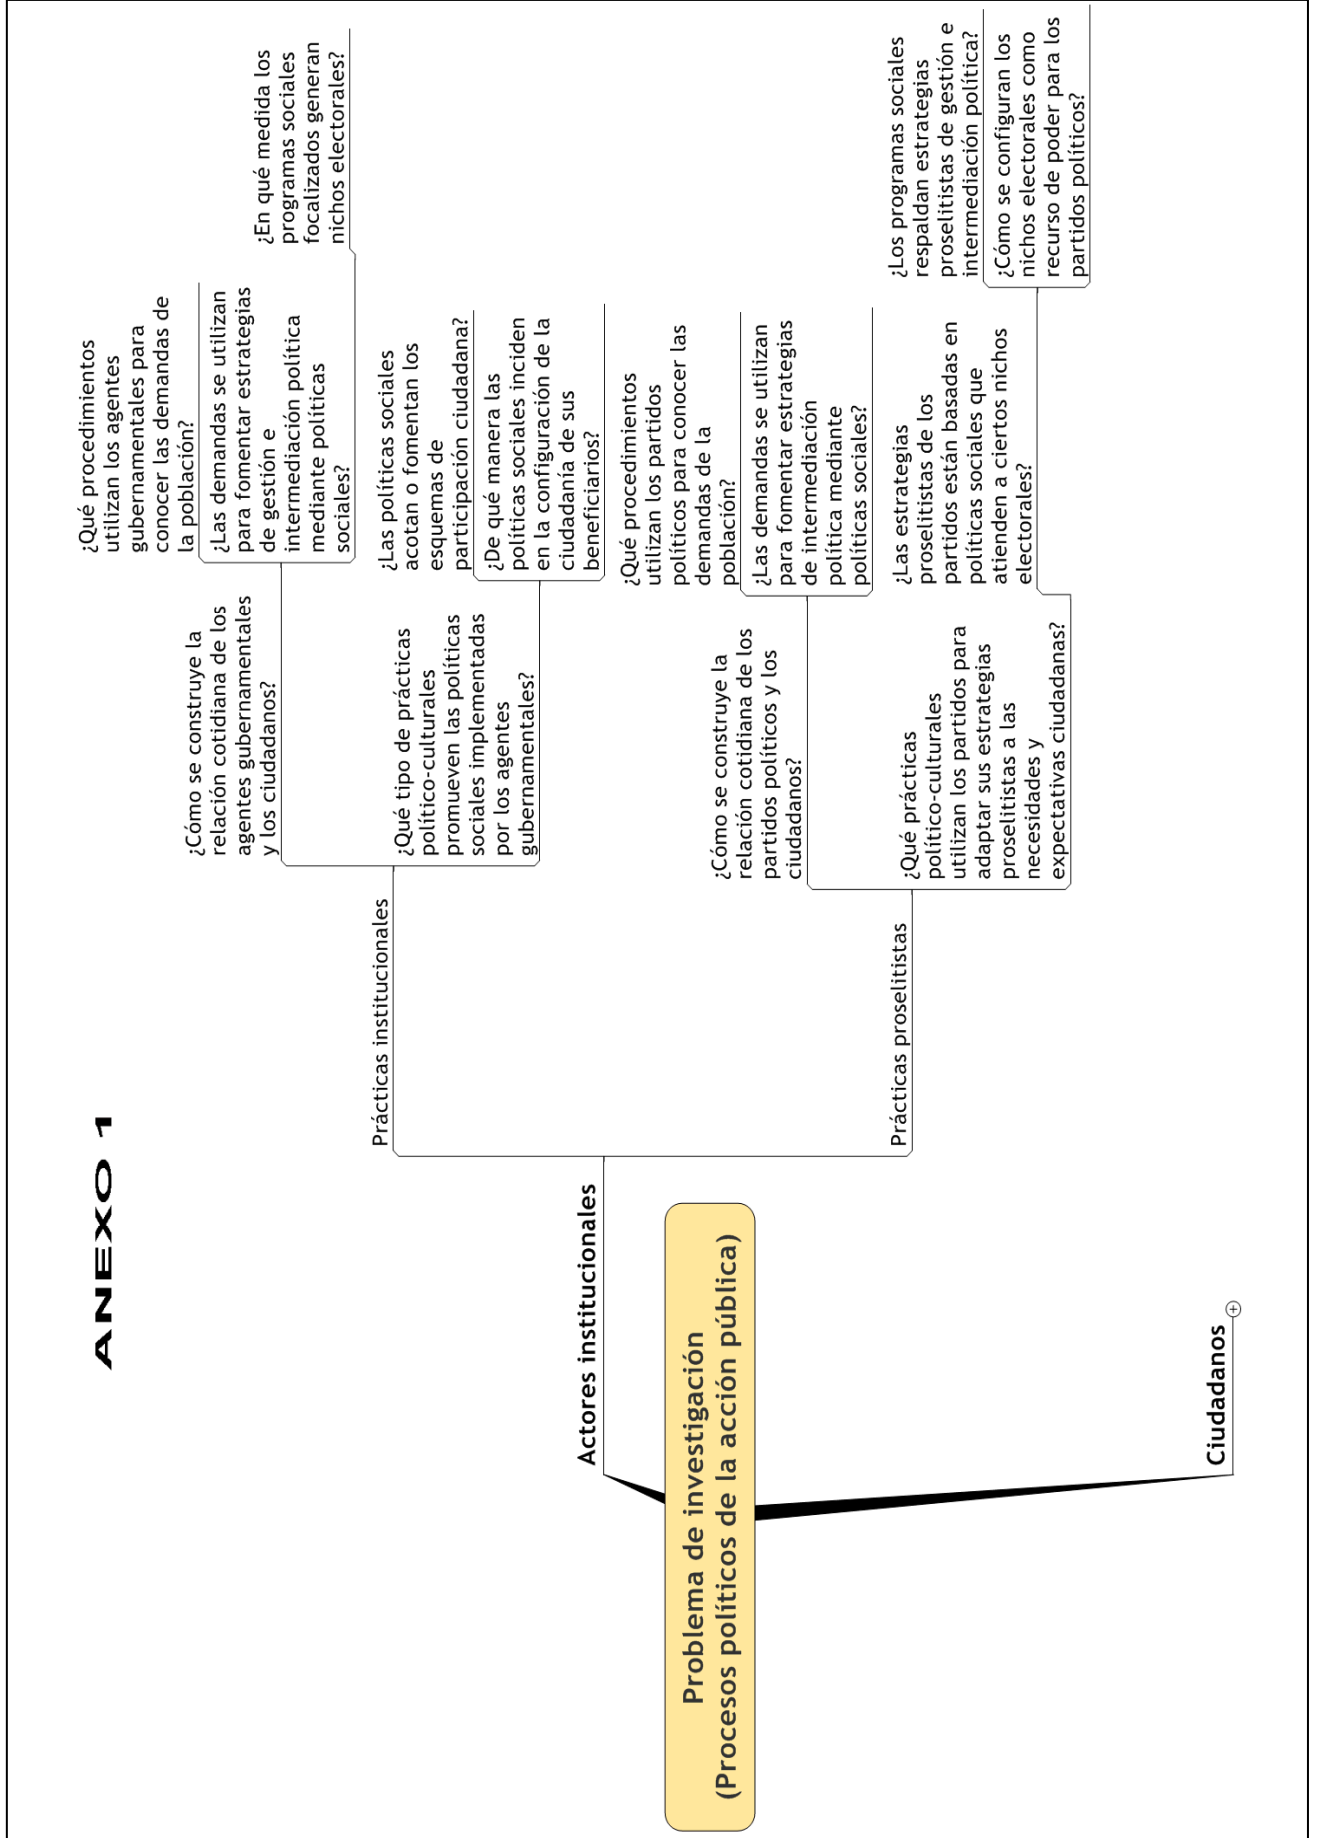 ANEXO 1
Problema de investigación
(Procesos políticos de la acción pública)
Actores institucionales
Prácticas institucionales
¿Cómo se construye la
relación cotidiana de los
agentes gubernamentales
y los ciudadanos?
¿Qué procedimientos
utilizan los agentes
gubernamentales para
conocer las demandas de
la población?
¿Las demandas se utilizan
para fomentar estrategias
de gestión e
intermediación política
mediante políticas
sociales?
¿En qué medida los
programas sociales
focalizados generan
nichos electorales?
¿Qué tipo de prácticas
político-culturales
promueven las políticas
sociales implementadas
por los agentes
gubernamentales?
¿Las políticas sociales
acotan o fomentan los
esquemas de
participación ciudadana?
¿De qué manera las
políticas sociales inciden
en la configuración de la
ciudadanía de sus
beneficiarios?
Prácticas proselitistas
¿Cómo se construye la
relación cotidiana de los
partidos políticos y los
ciudadanos?
¿Qué procedimientos
utilizan los partidos
políticos para conocer las
demandas de la
población?
¿Las demandas se utilizan
para fomentar estrategias
de intermediación
política mediante
políticas sociales?
¿Qué prácticas
político-culturales
utilizan los partidos para
adaptar sus estrategias
proselitistas a las
necesidades y
expectativas ciudadanas?
¿Las estrategias
proselitistas de los
partidos están basadas en
políticas sociales que
atienden a ciertos nichos
electorales?
¿Los programas sociales
respaldan estrategias
proselitistas de gestión e
intermediación política?
¿Cómo se configuran los
nichos electorales como
recurso de poder para los
partidos políticos?
Ciudadanos